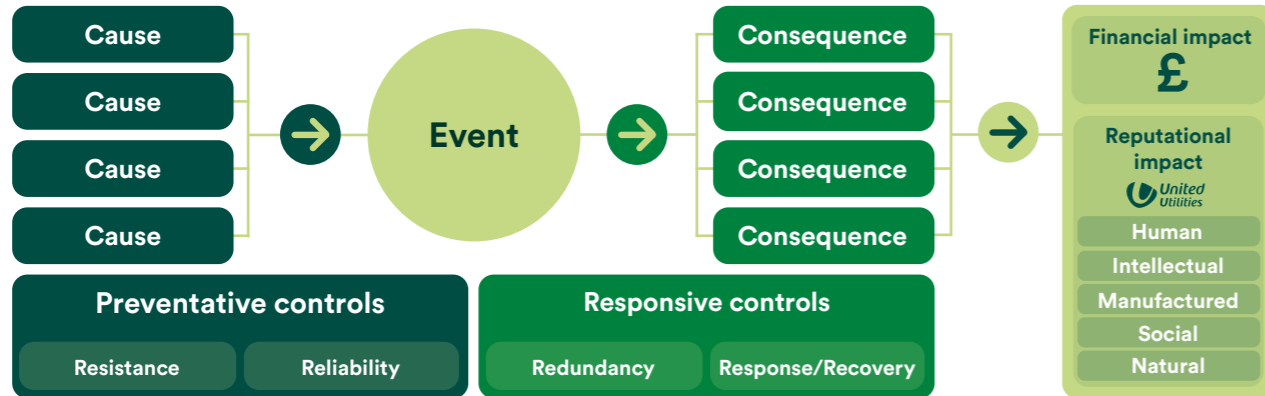 Cause
Cause
Cause
Cause
Event
Consequence
Consequence
Consequence
Consequence
Preventative controls
Resistance
Reliability
Responsive controls
Redundancy
Response/Recovery
Financial impact
£
Reputational
impact
United
Utilities
Human
Intellectual
Manufactured
Social
Natural